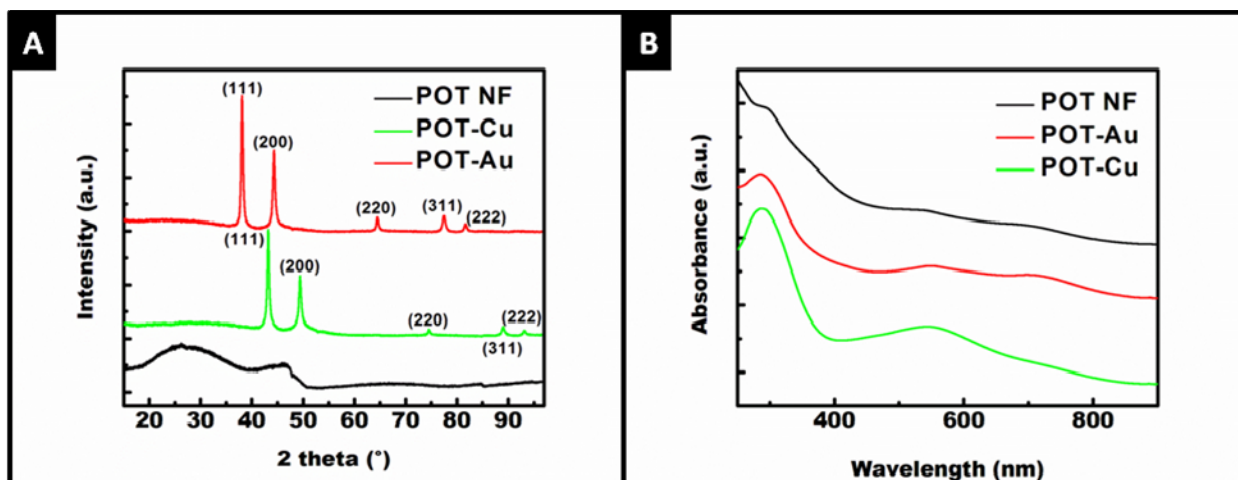 A
(111)
(200)
(220)
(311)
(222)
(111)
(200)
(220)
(222)
(311)
POT NF
POT-Cu
POT-Au
Intensity (a.u.)
20 30 40 50 60 70 80 90
2 theta (°)
B
POT NF
POT-Au
POT-Cu
Absorbance (a.u.)
400 600 800
Wavelength (nm)